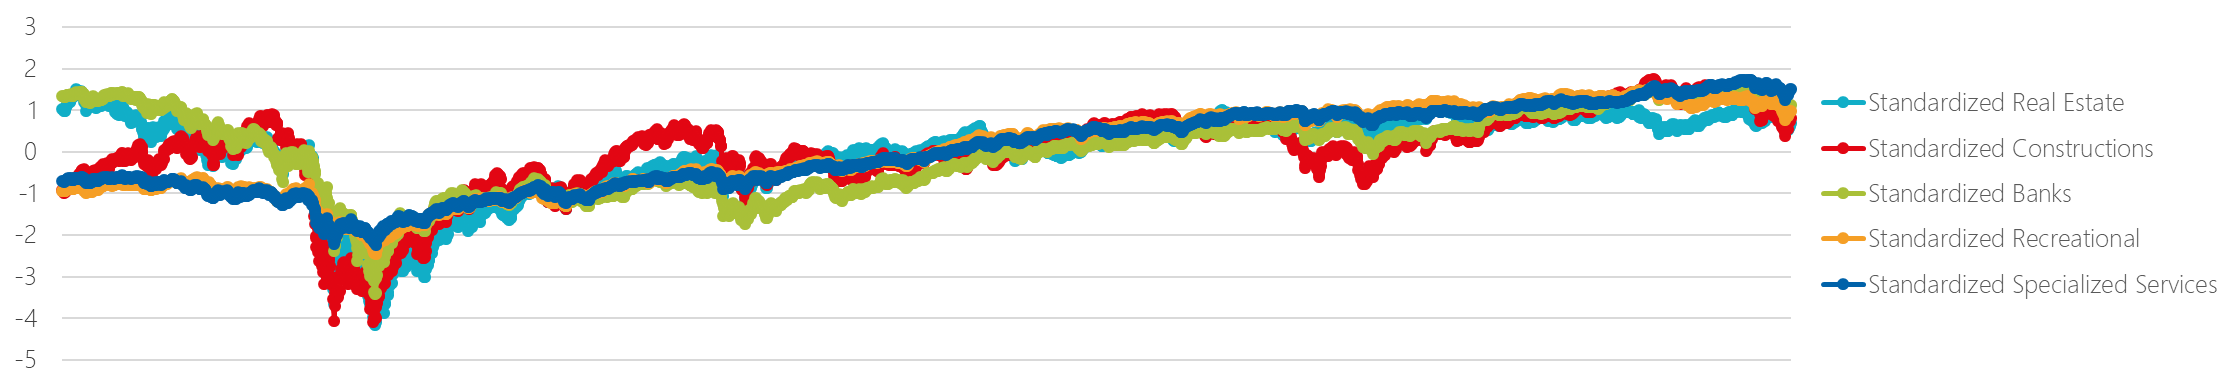 3
2
1
0
-1
-2
-3
-4
-5
Standardized Real Estate
Standardized Constructions
Standardized Banks
Standardized Recreational
Standardized Specialized Services